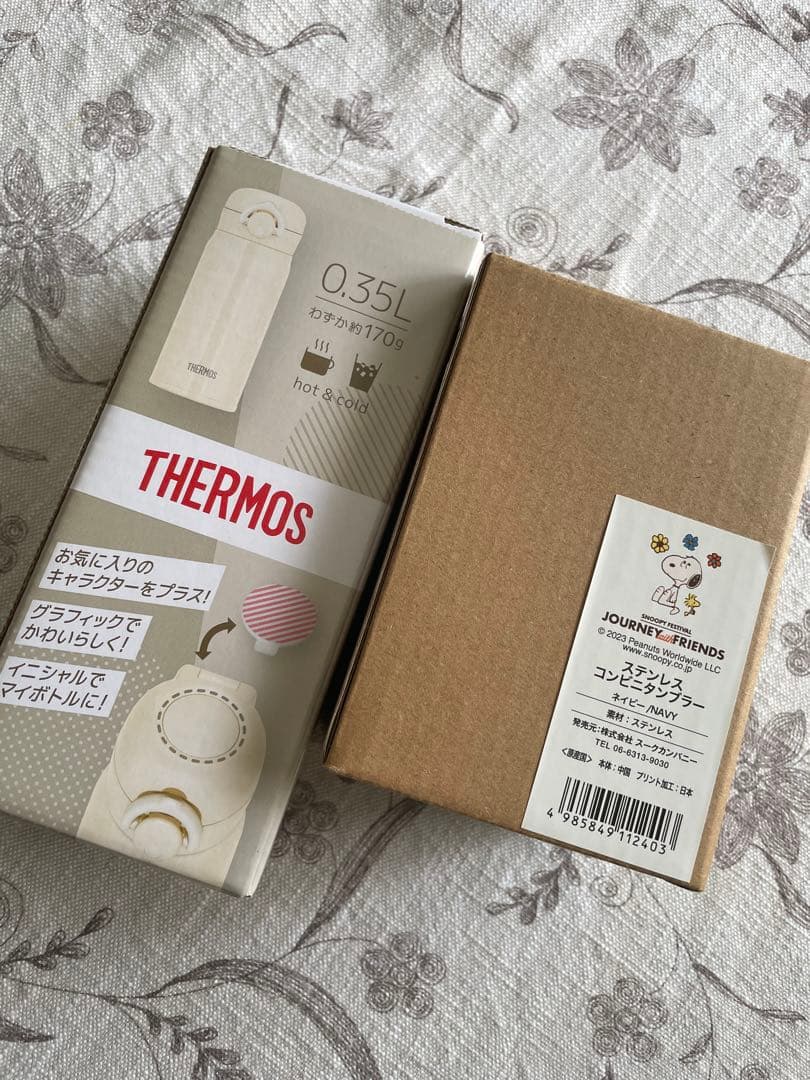 0.35L
わずか約170g
hot & cold
THERMOS
THERMOS
お気に入りの
キャラクターをプラス!
グラフィックで
かわいらしく!
イニシャルで
マイボトルに!
SNOOPY FESTIVAL
JOURNEY with FRIENDS
© 2023 Peanuts Worldwide LLC
www.snoopy.co.jp
ステンレス
コンビニタンブラー
ネイビー/NAVY
素材:ステンレス
発売元:株式会社 スークカンパニー
TEL 06-6313-9030
<原産国> 本体:中国 プリント加工:日本
4 985849 112403